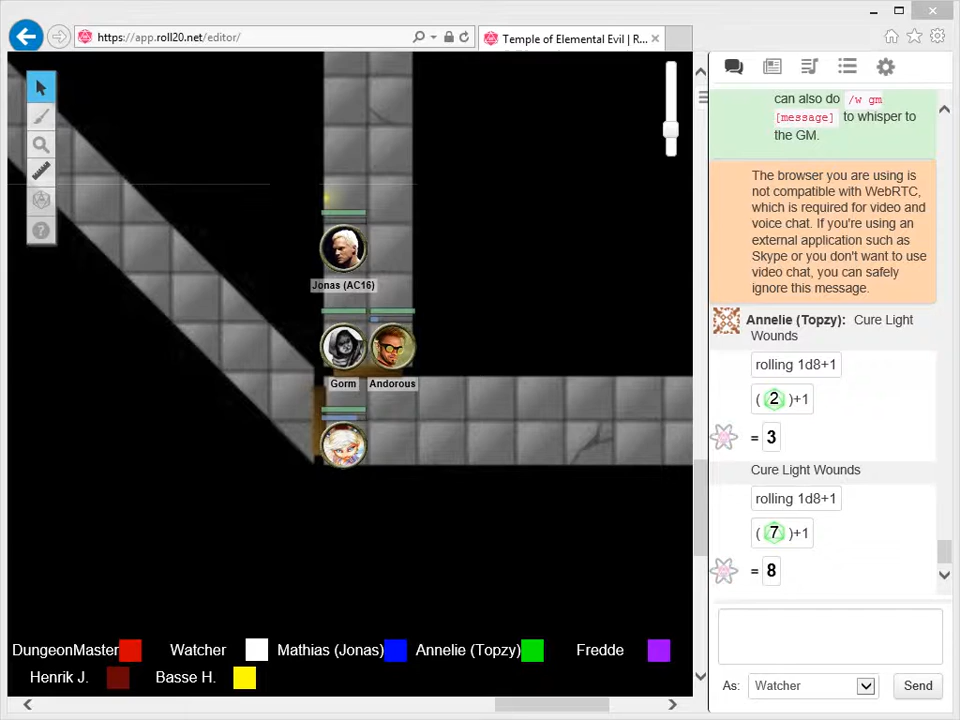 https://app.roll20.net/editor/
Temple of Elemental Evil | R...
can also do /w gm
[message] to whisper to
the GM.
The browser you are using is
not compatible with WebRTC,
which is required for video and
voice chat. If you're using an
external application such as
Skype or you don't want to use
video chat, you can safely
ignore this message.
Annelie (Topzy): Cure Light
Wounds
rolling 1d8+1
(2)+1
= 3
Cure Light Wounds
rolling 1d8+1
(7)+1
= 8
Jonas (AC16)
Gorm
Andorous
DungeonMaster
Watcher
Mathias (Jonas)
Annelie (Topzy)
Fredde
Henrik J.
Basse H.
As:
Watcher
Send